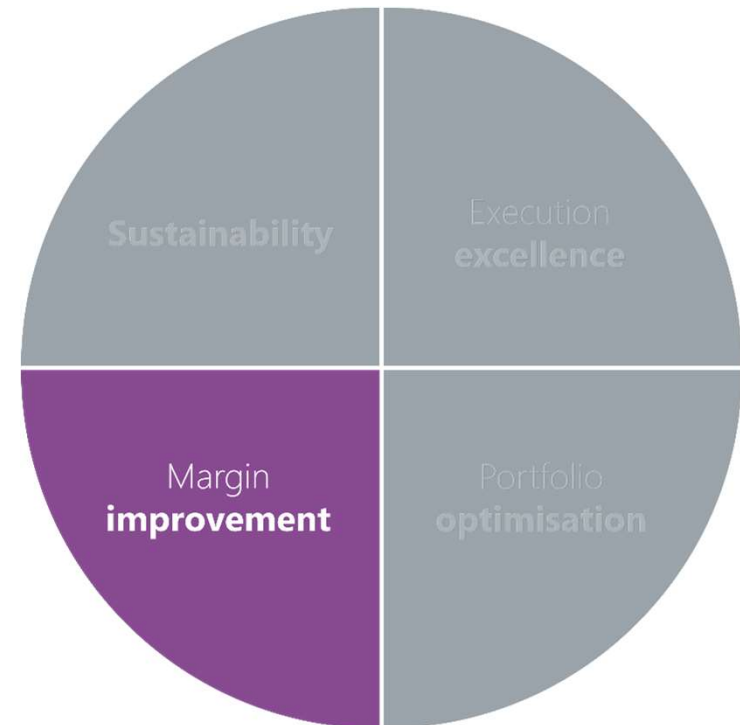 Sustainability
Execution
excellence
Margin
improvement
Portfolio
optimisation